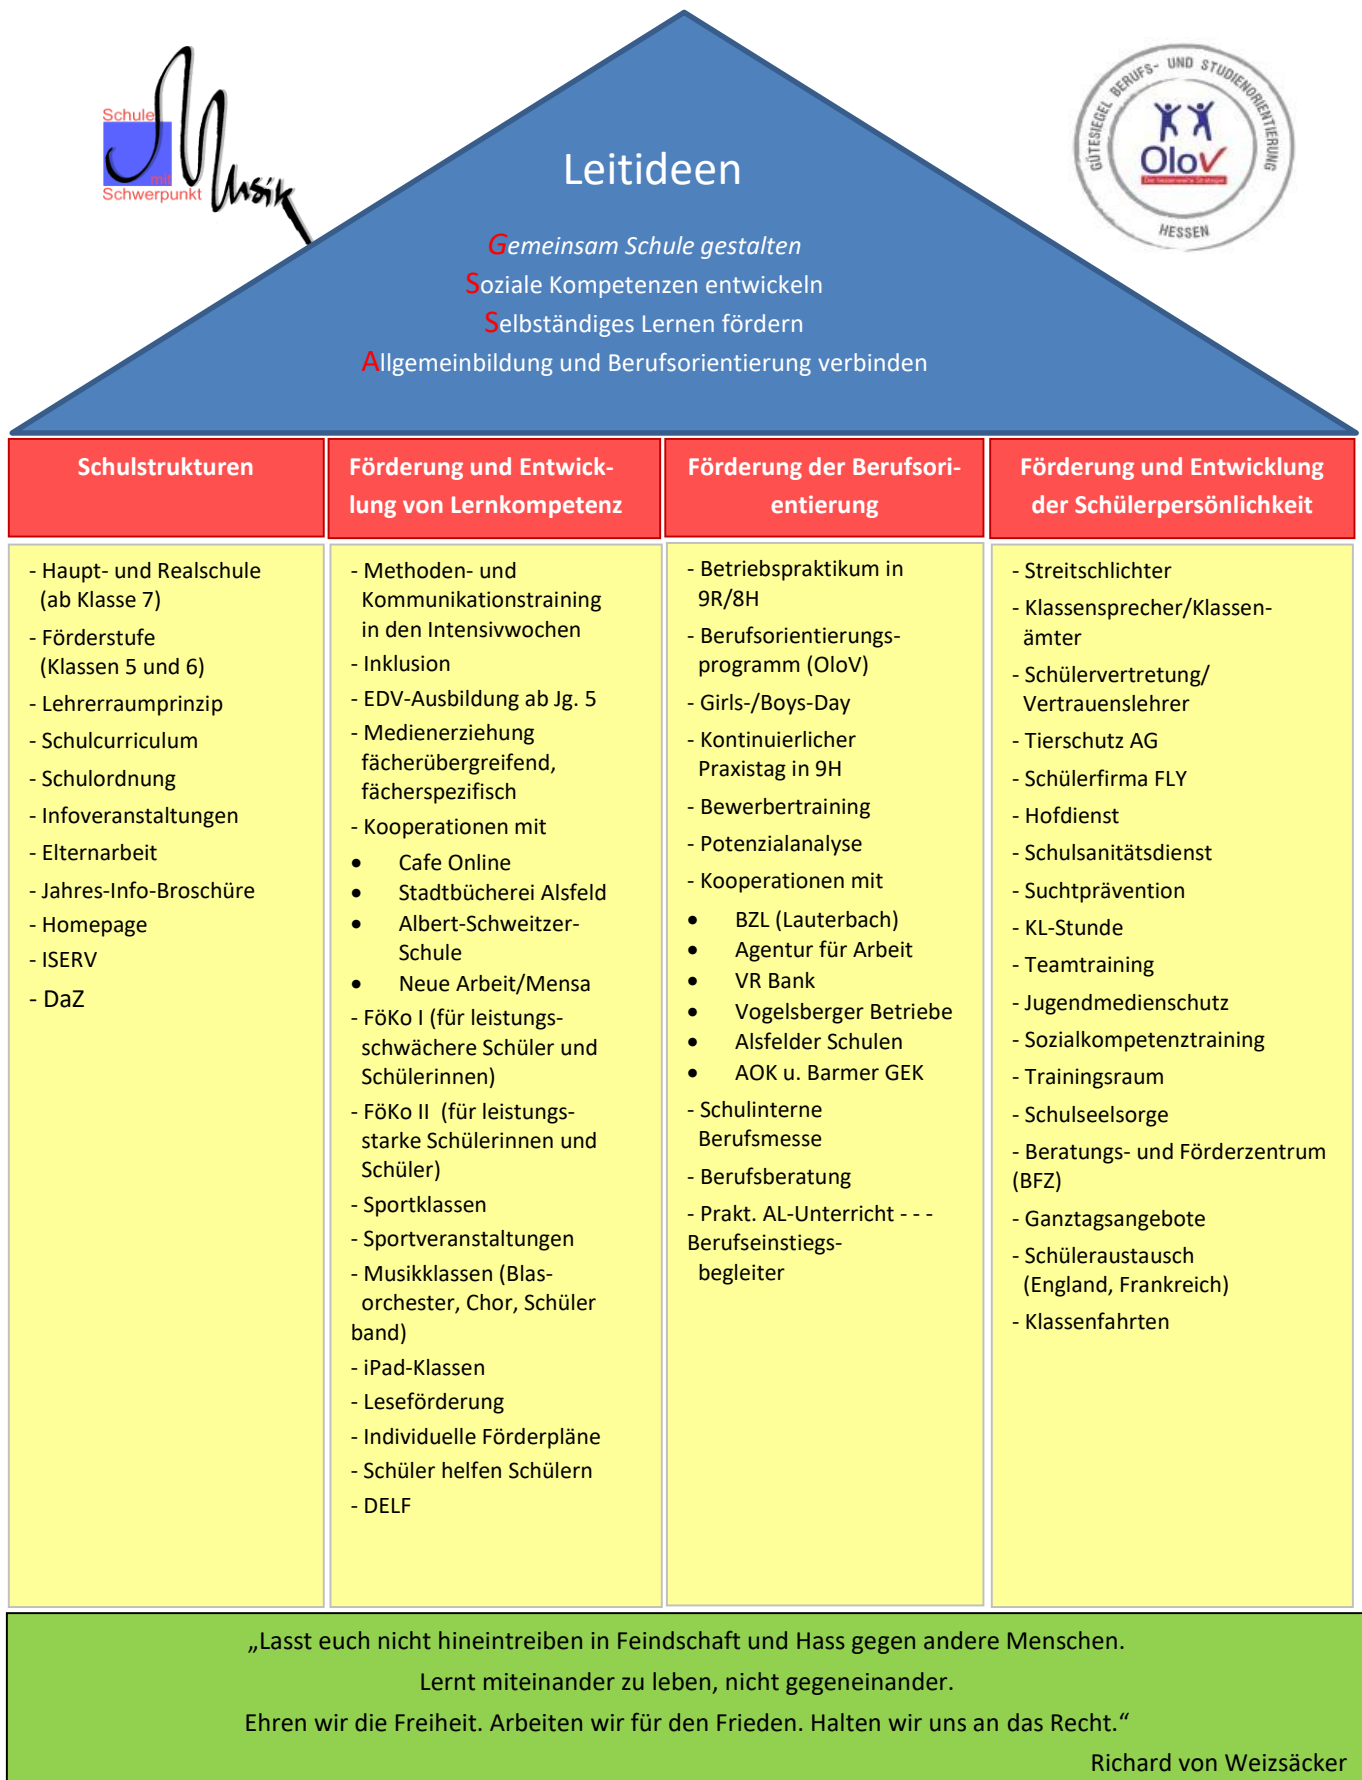 Schule
mit
Schwerpunkt
Musik
GÜTESIEGEL BERUFS- UND STUDIENORIENTIERUNG
OloV
HESSEN
Leitideen
Gemeinsam Schule gestalten
Soziale Kompetenzen entwickeln
Selbständiges Lernen fördern
Allgemeinbildung und Berufsorientierung verbinden
Schulstrukturen
- Haupt- und Realschule
(ab Klasse 7)
- Förderstufe
(Klassen 5 und 6)
- Lehrerraumprinzip
- Schulcurriculum
- Schulordnung
- Infoveranstaltungen
- Elternarbeit
- Jahres-Info-Broschüre
- Homepage
- ISERV
- DaZ
Förderung und Entwick-
lung von Lernkompetenz
- Methoden- und
Kommunikationstraining
in den Intensivwochen
- Inklusion
- EDV-Ausbildung ab Jg. 5
- Medienerziehung
fächerübergreifend,
fächerspezifisch
- Kooperationen mit
• Cafe Online
• Stadtbücherei Alsfeld
• Albert-Schweitzer-
Schule
• Neue Arbeit/Mensa
- FöKo I (für leistungs-
schwächere Schüler und
Schülerinnen)
- FöKo II (für leistungs-
starke Schülerinnen und
Schüler)
- Sportklassen
- Sportveranstaltungen
- Musikklassen (Blas-
orchester, Chor, Schüler
band)
- iPad-Klassen
- Leseförderung
- Individuelle Förderpläne
- Schüler helfen Schülern
- DELF
Förderung der Berufsori-
entierung
- Betriebspraktikum in
9R/8H
- Berufsorientierungs-
programm (OloV)
- Girls-/Boys-Day
- Kontinuierlicher
Praxistag in 9H
- Bewerbertraining
- Potenzialanalyse
- Kooperationen mit
• BZL (Lauterbach)
• Agentur für Arbeit
• VR Bank
• Vogelsberger Betriebe
• Alsfelder Schulen
• AOK u. Barmer GEK
- Schulinterne
Berufsmesse
- Berufsberatung
- Prakt. AL-Unterricht - - -
Berufseinstiegs-
begleiter
Förderung und Entwicklung
der Schülerpersönlichkeit
- Streitschlichter
- Klassensprecher/Klassen-
ämter
- Schülervertretung/
Vertrauenslehrer
- Tierschutz AG
- Schülerfirma FLY
- Hofdienst
- Schulsanitätsdienst
- Suchtprävention
- KL-Stunde
- Teamtraining
- Jugendmedienschutz
- Sozialkompetenztraining
- Trainingsraum
- Schulseelsorge
- Beratungs- und Förderzentrum
(BFZ)
- Ganztagsangebote
- Schüleraustausch
(England, Frankreich)
- Klassenfahrten
„Lasst euch nicht hineintreiben in Feindschaft und Hass gegen andere Menschen.
Lernt miteinander zu leben, nicht gegeneinander.
Ehren wir die Freiheit. Arbeiten wir für den Frieden. Halten wir uns an das Recht.“
Richard von Weizsäcker